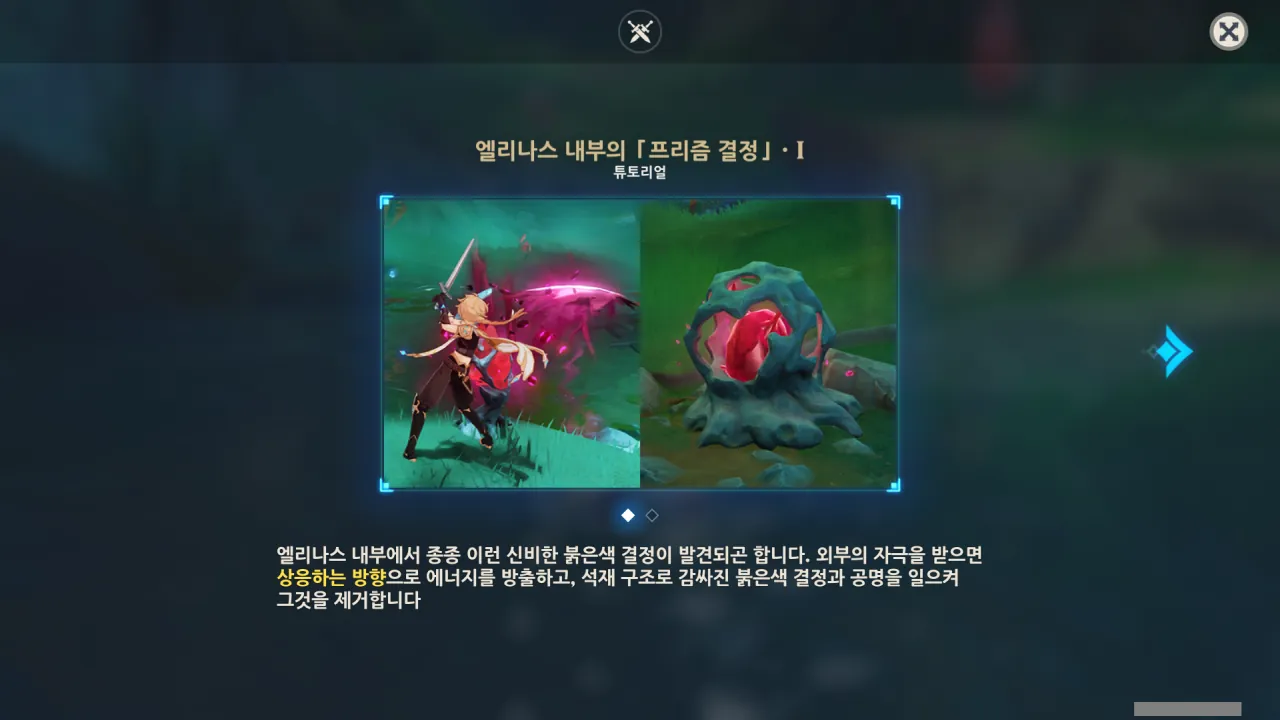 엘리나스 내부의 「프리즘 결정」 · I
튜토리얼
엘리나스 내부에서 종종 이런 신비한 붉은색 결정이 발견되곤 합니다. 외부의 자극을 받으면
상응하는 방향으로 에너지를 방출하고, 석재 구조로 감싸진 붉은색 결정과 공명을 일으켜
그것을 제거합니다